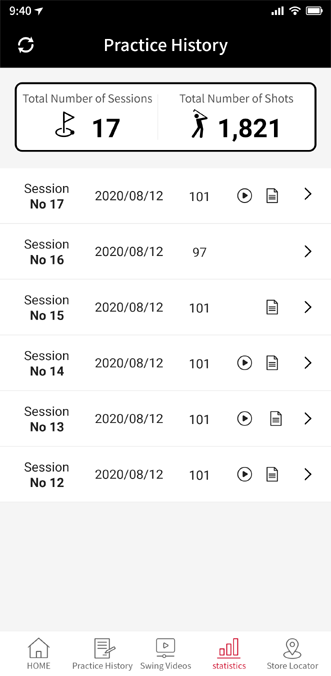 9:40
Practice History
Total Number of Sessions
Total Number of Shots
17
1,821
Session
No 17
2020/08/12
101
Session
No 16
2020/08/12
97
Session
No 15
2020/08/12
101
Session
No 14
2020/08/12
101
Session
No 13
2020/08/12
101
Session
No 12
2020/08/12
101
HOME
Practice History
Swing Videos
statistics
Store Locator